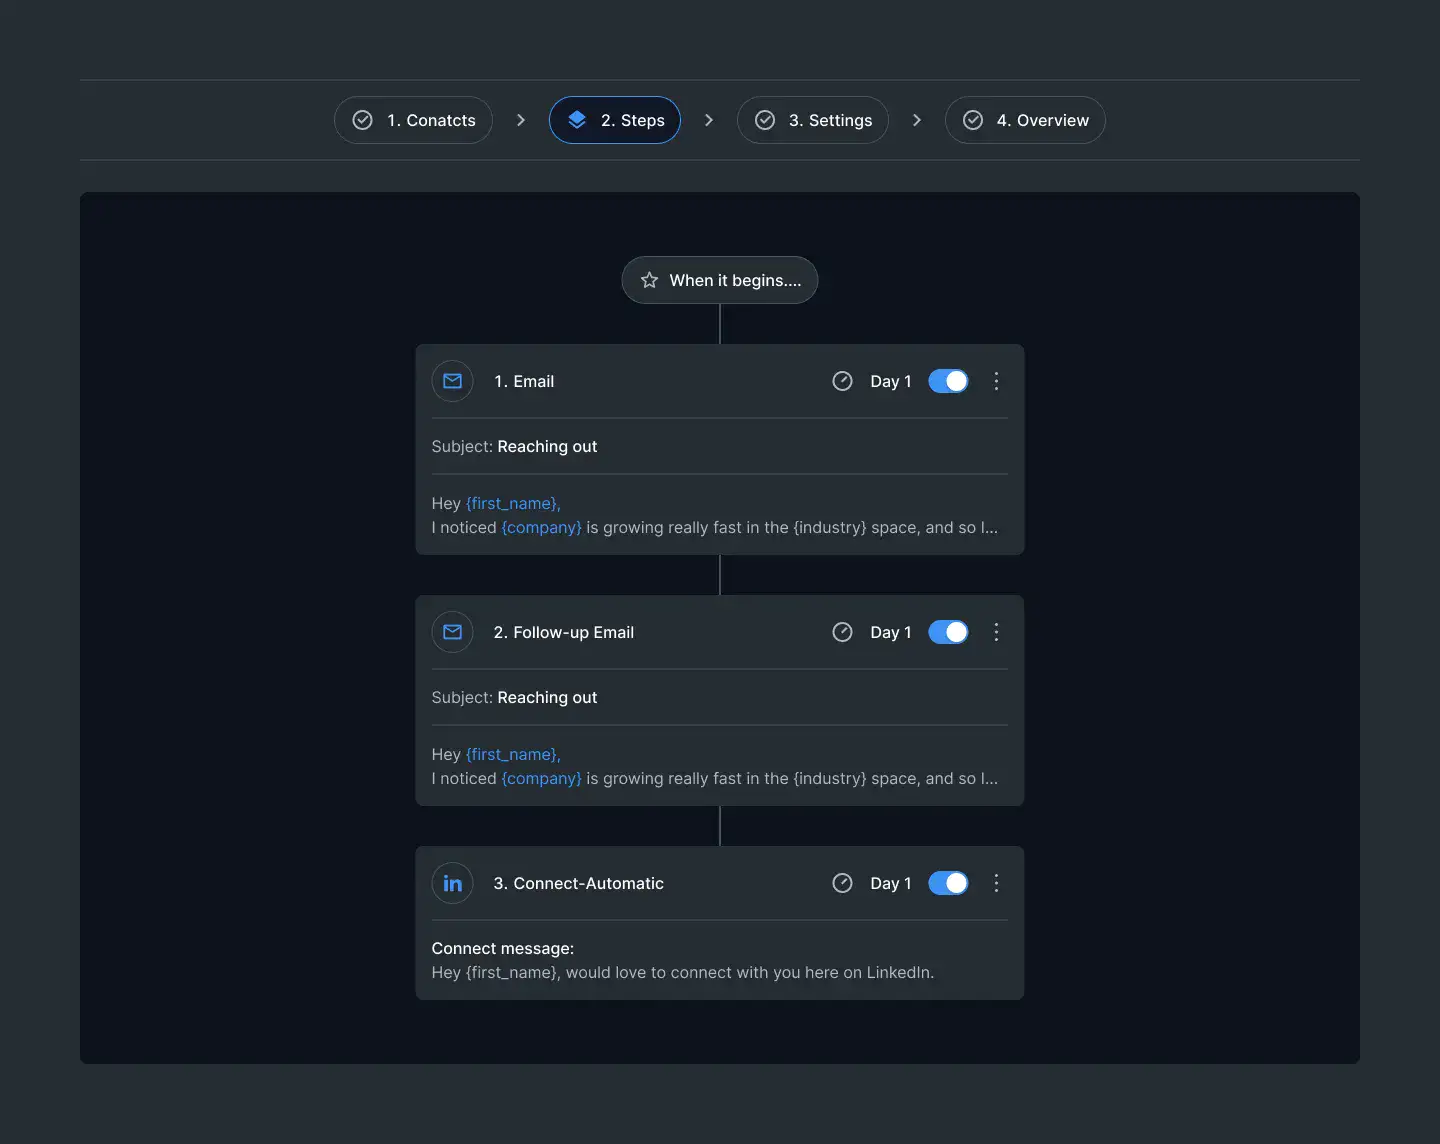 1. Conatcts
2. Steps
3. Settings
4. Overview
When it begins....
1. Email
Day 1
Subject: Reaching out
Hey {first_name},
I noticed {company} is growing really fast in the {industry} space, and so I...
2. Follow-up Email
Day 1
Subject: Reaching out
Hey {first_name},
I noticed {company} is growing really fast in the {industry} space, and so I...
in
3. Connect-Automatic
Day 1
Connect message:
Hey {first_name}, would love to connect with you here on LinkedIn.